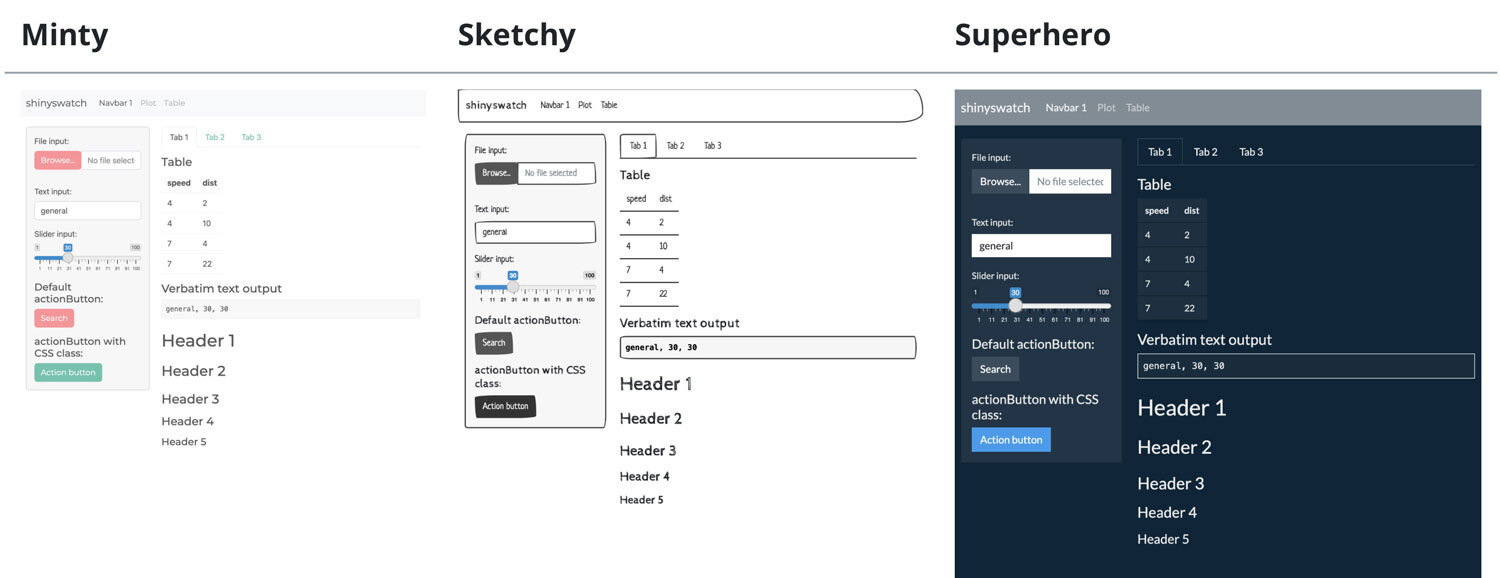 Minty
shinyswatch Navbar 1 Plot Table
File input:
Browse... No file select
Text input:
general
Slider input:
1 30 100
1 11 21 31 41 51 61 71 81 91 100
Default
actionButton:
Search
actionButton with
CSS class:
Action button
Tab 1 Tab 2 Tab 3
Table
speed dist
4 2
4 10
7 4
7 22
Verbatim text output
general, 30, 30
Header 1
Header 2
Header 3
Header 4
Header 5
Sketchy
shinyswatch Navbar 1 Plot Table
File input:
Browse... No file selected
Text input:
general
Slider input:
1 30 100
1 11 21 31 41 51 61 71 81 91 100
Default actionButton:
Search
actionButton with CSS
class:
Action button
Tab 1 Tab 2 Tab 3
Table
speed dist
4 2
4 10
7 4
7 22
Verbatim text output
general, 30, 30
Header 1
Header 2
Header 3
Header 4
Header 5
Superhero
shinyswatch Navbar 1 Plot Table
File input:
Browse... No file selected
Text input:
general
Slider input:
1 30 100
1 11 21 31 41 51 61 71 81 91 100
Default actionButton:
Search
actionButton with CSS
class:
Action button
Tab 1 Tab 2 Tab 3
Table
speed dist
4 2
4 10
7 4
7 22
Verbatim text output
general, 30, 30
Header 1
Header 2
Header 3
Header 4
Header 5